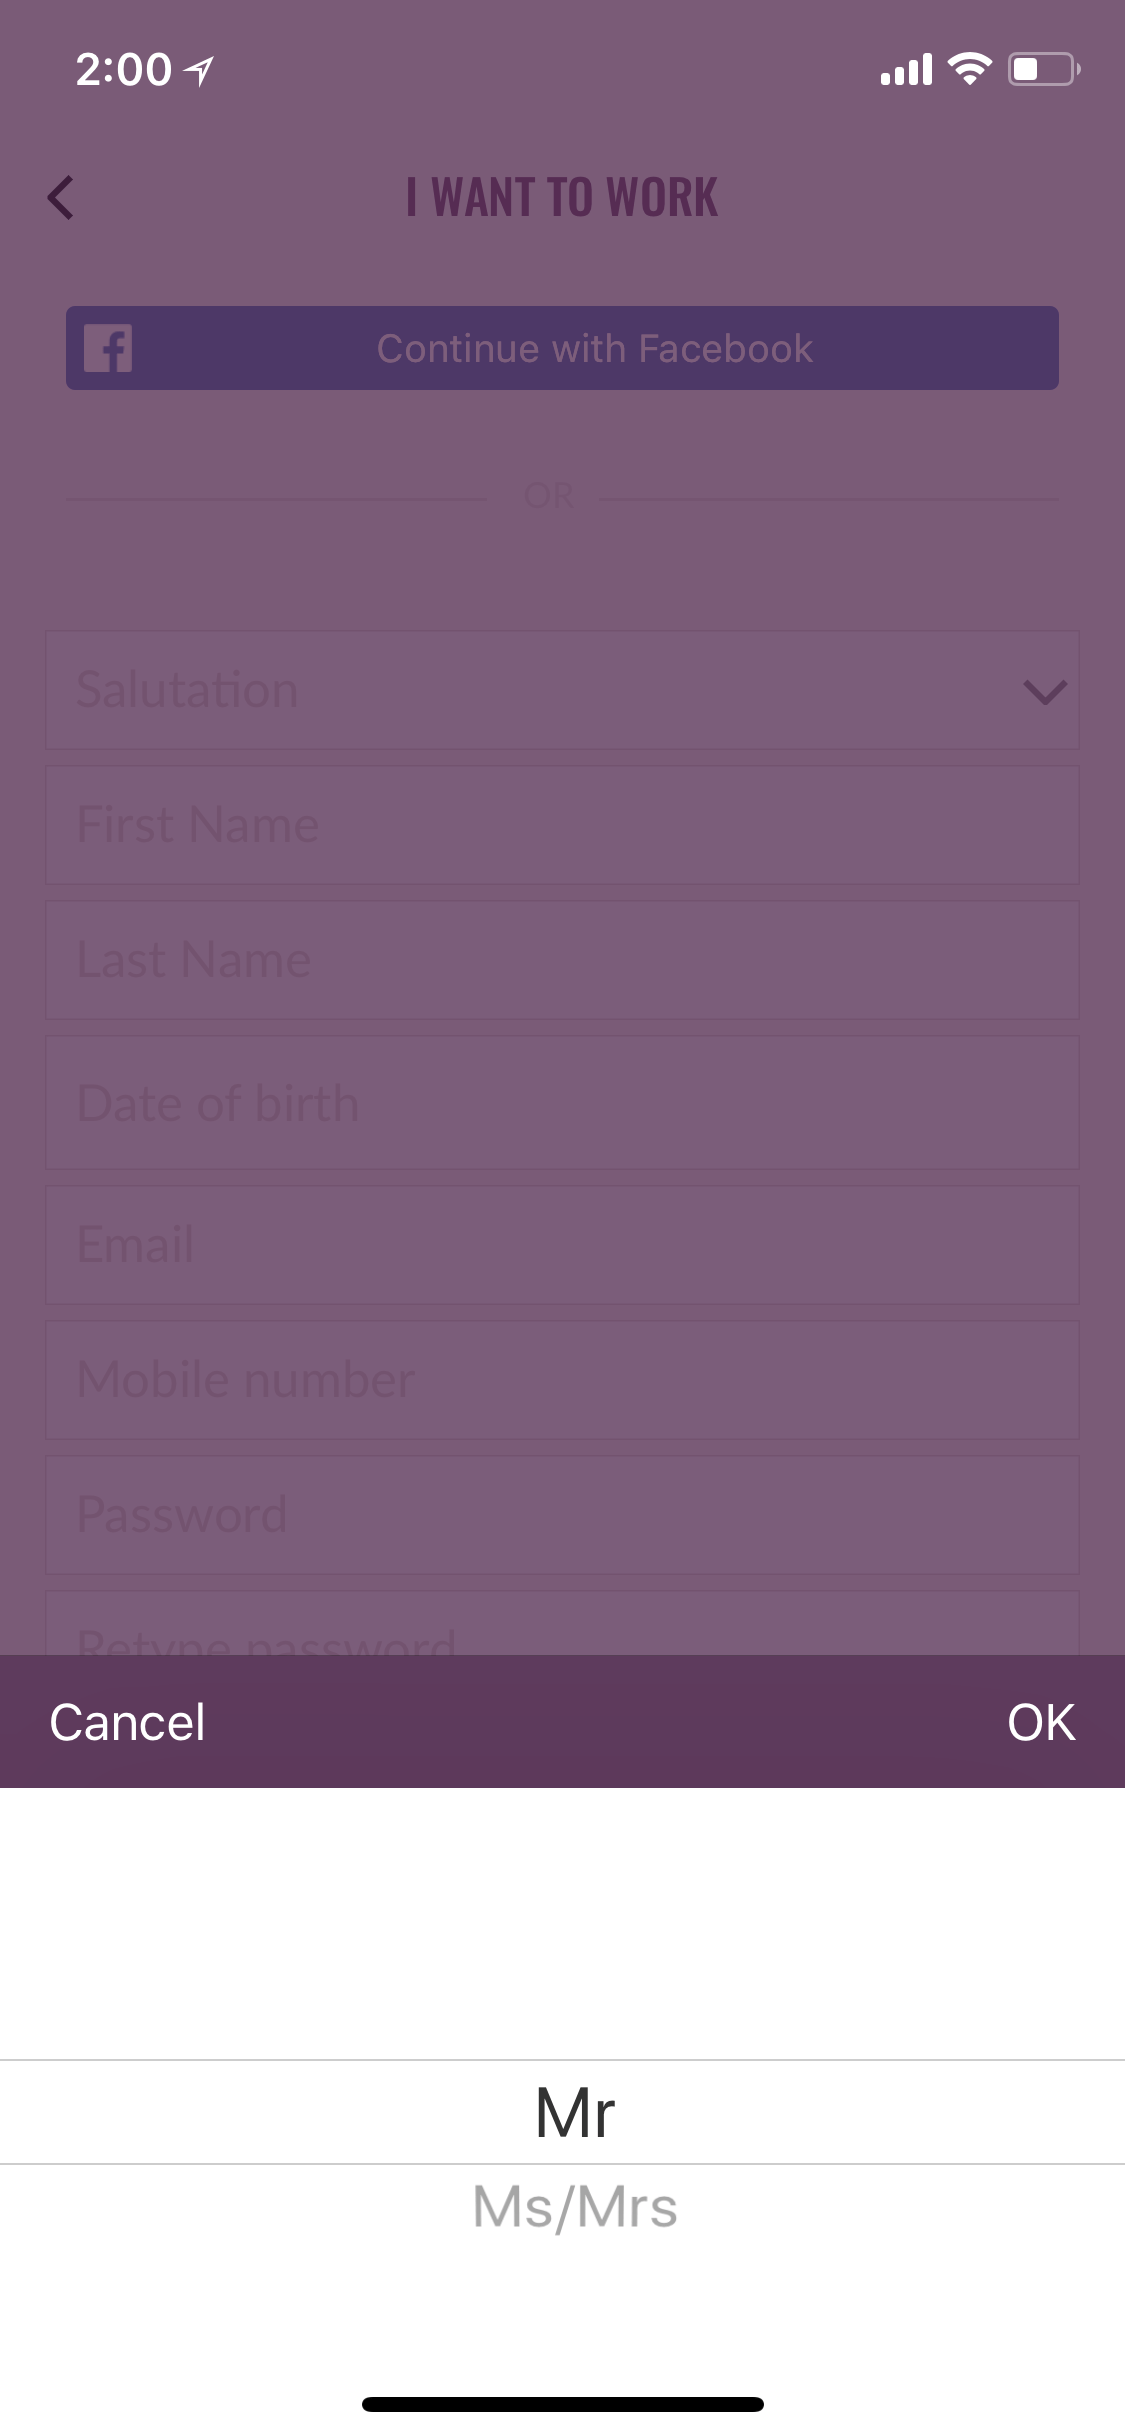 2:00
I WANT TO WORK
f Continue with Facebook
OR
Salutation
First Name
Last Name
Date of birth
Email
Mobile number
Password
Retype password
Cancel OK
Mr
Ms/Mrs